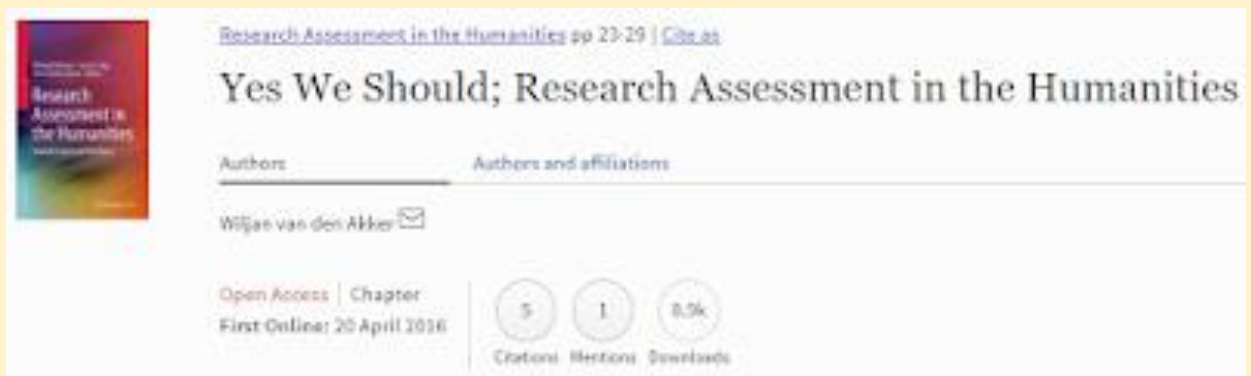 Research Assessment in the Humanities pp 23-29 | Cite as
Yes We Should; Research Assessment in the Humanities
Research
Assessment in
the Humanities
Authors
Authors and affiliations
Wiljan van den Akker
Open Access | Chapter
First Online: 20 April 2016
5
1
Citations
Mentions
Downloads